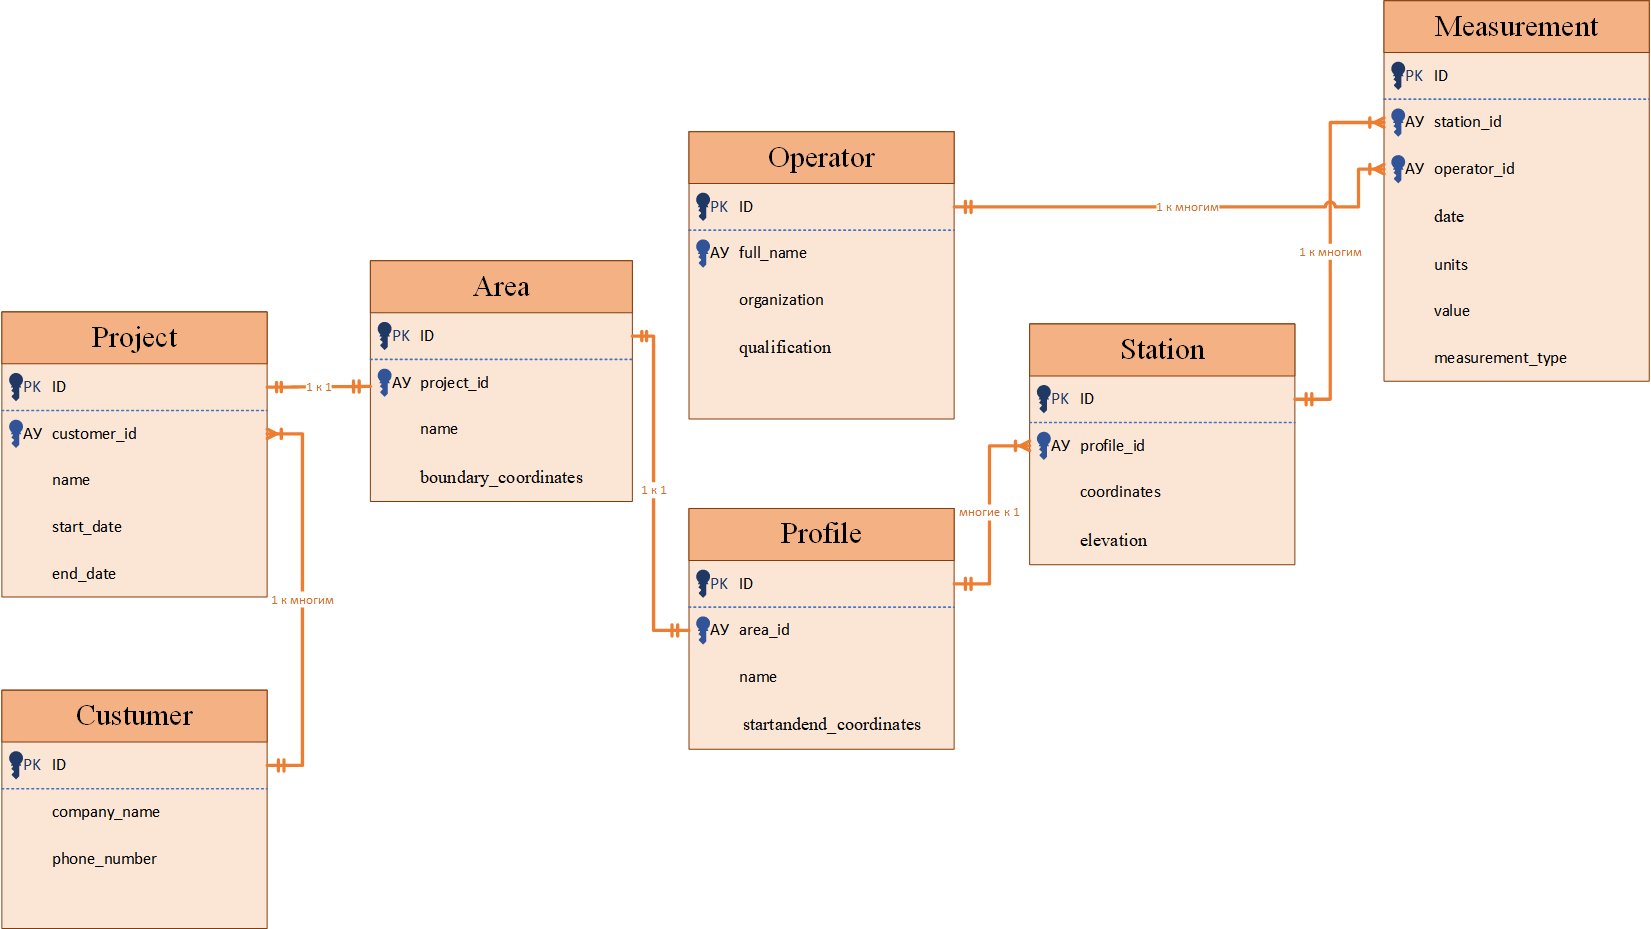 Project
PK ID
АУ customer_id
name
start_date
end_date
1 к многим
Custumer
PK ID
company_name
phone_number
1 к 1
Area
PK ID
АУ project_id
name
boundary_coordinates
1 к 1
Operator
PK ID
АУ full_name
organization
qualification
1 к многим
Profile
PK ID
АУ area_id
name
startandend_coordinates
многие к 1
Station
PK ID
АУ profile_id
coordinates
elevation
1 к многим
Measurement
PK ID
АУ station_id
АУ operator_id
date
units
value
measurement_type